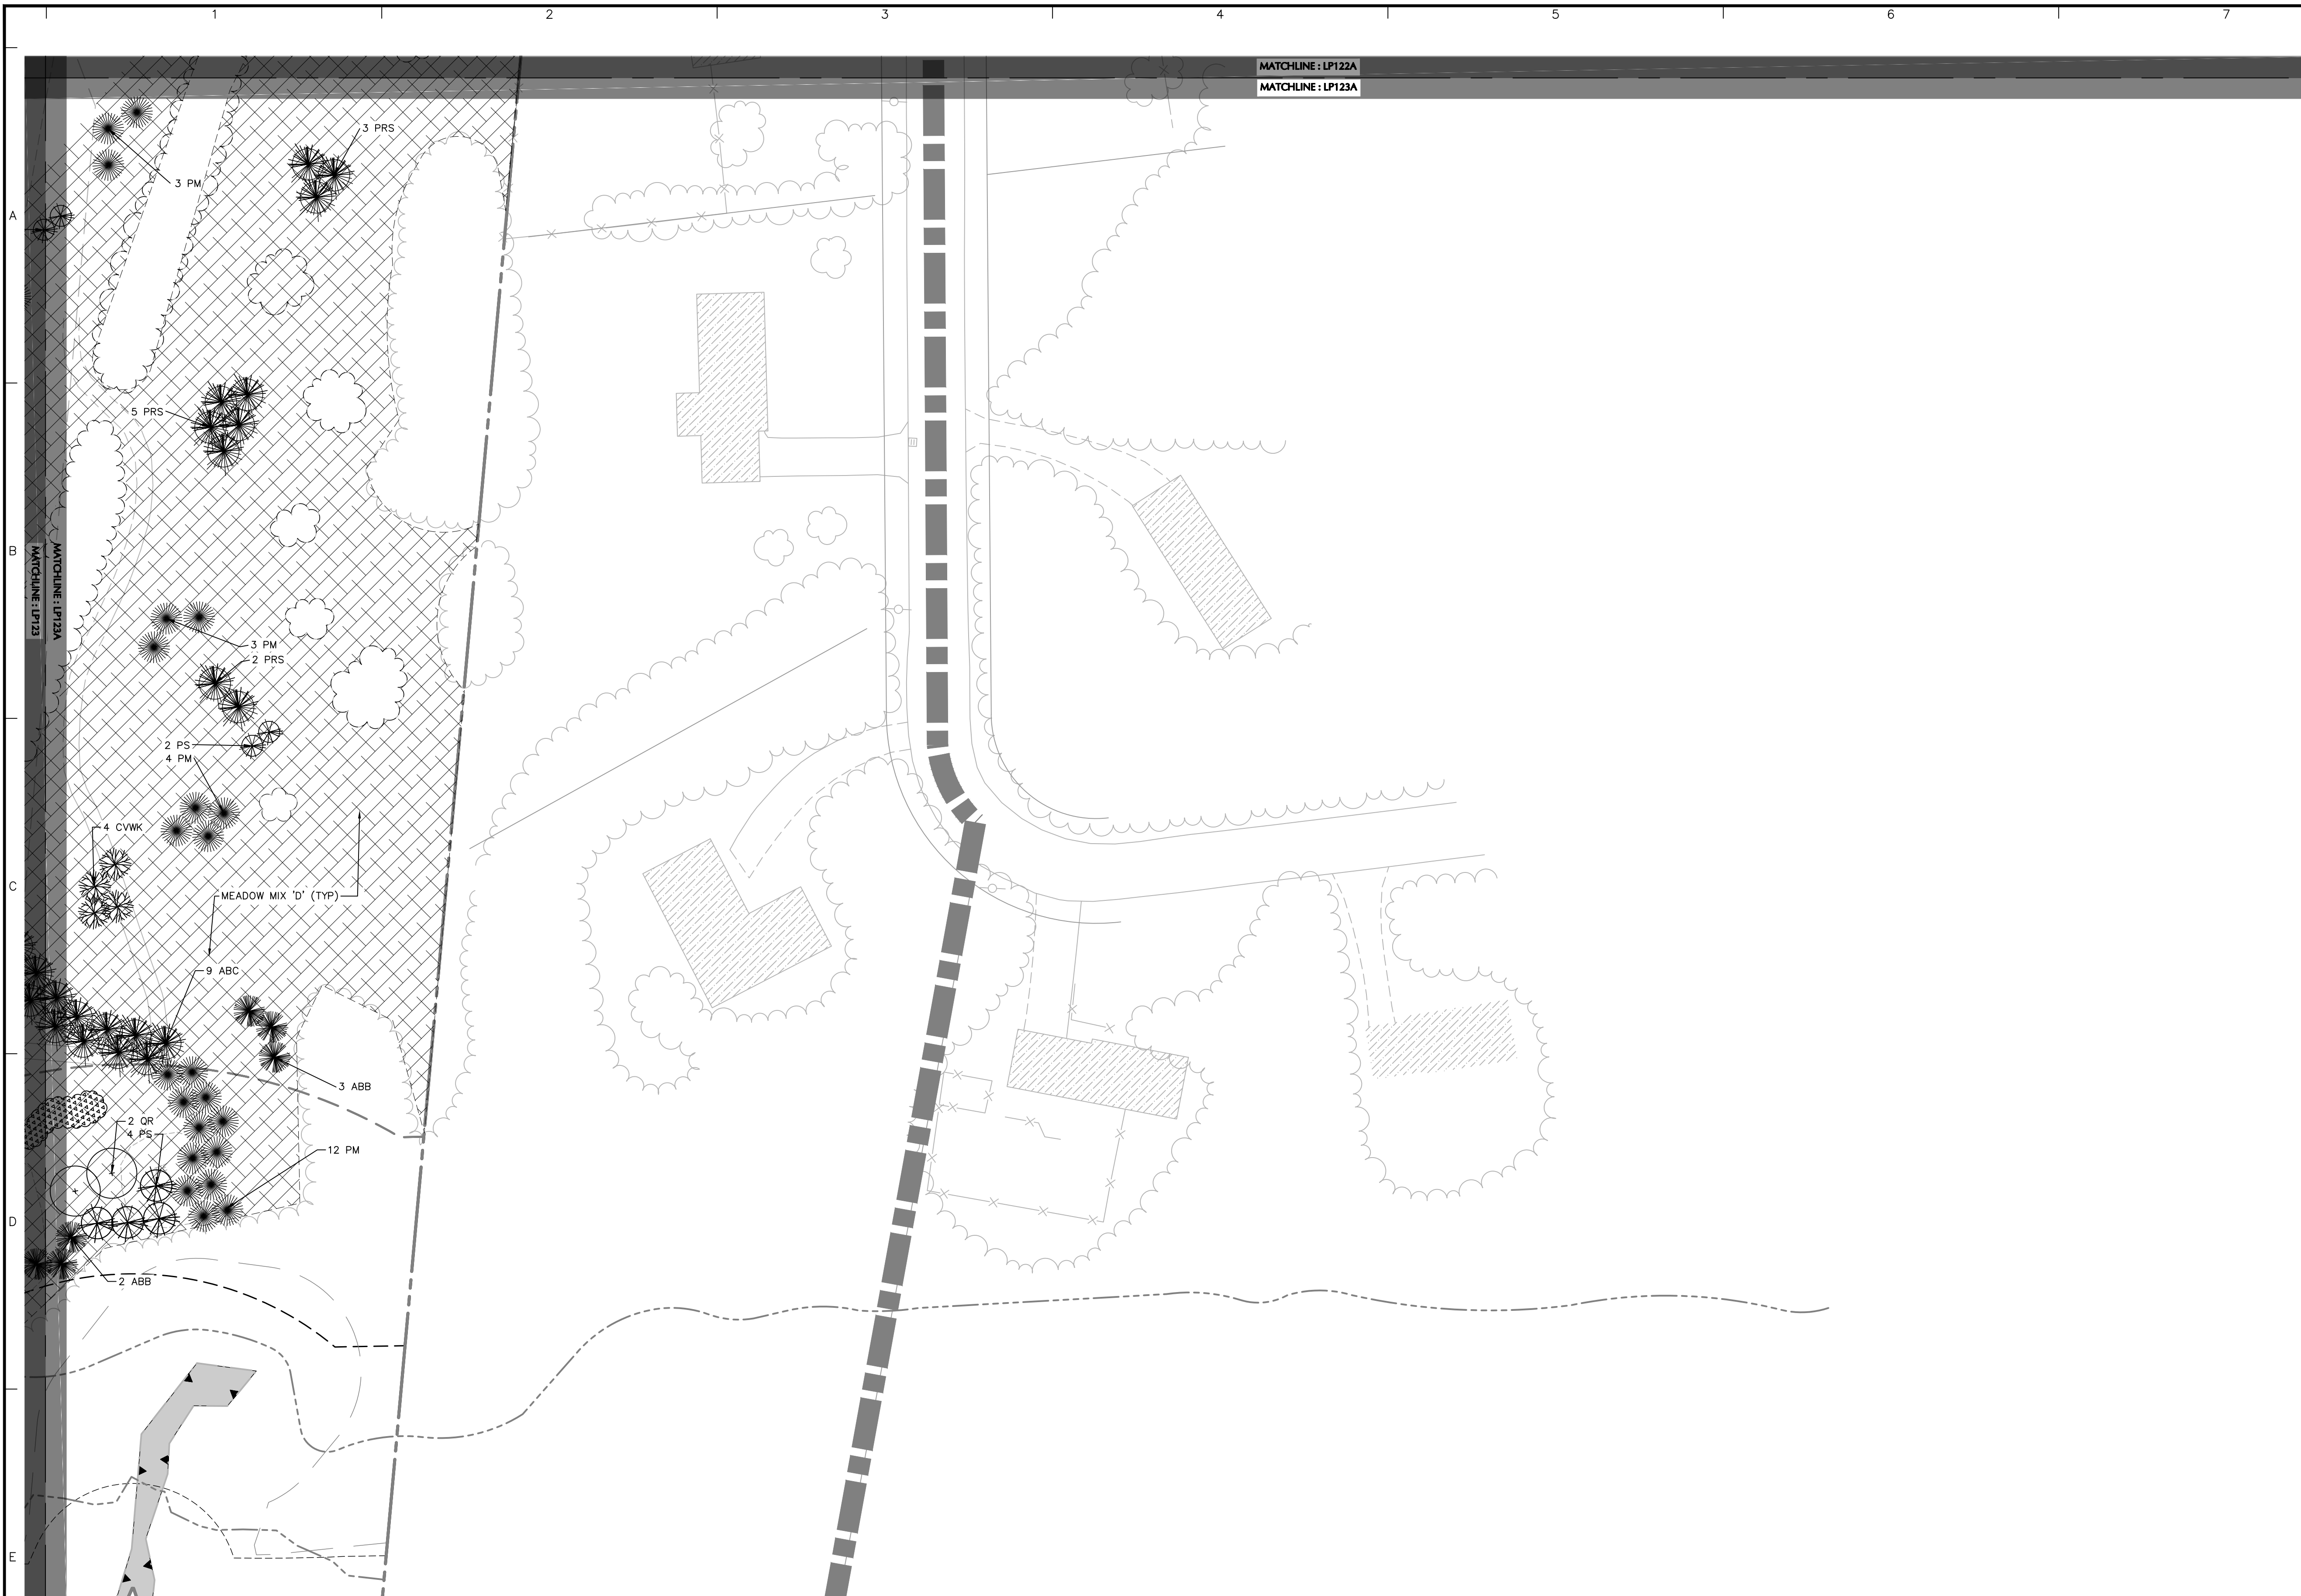 1
2
3
4
5
6
7
MATCHLINE : LP122A
MATCHLINE : LP123A
3 PRS
3 PM
A
5 PRS
B
MATCHLINE : LP123
MATCHLINE : LP123A
3 PM
2 PRS
2 PS
4 PM
4 CVWK
C
MEADOW MIX 'D' (TYP)
9 ABC
3 ABB
2 QR
4 PS
12 PM
D
2 ABB
E